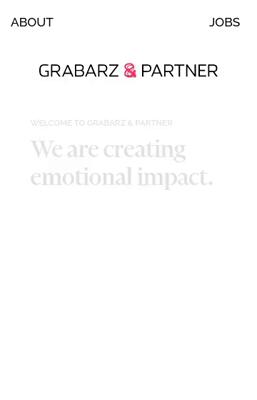 ABOUT
JOBS
GRABARZ & PARTNER
WELCOME TO GRABARZ & PARTNER
We are creating
emotional impact.